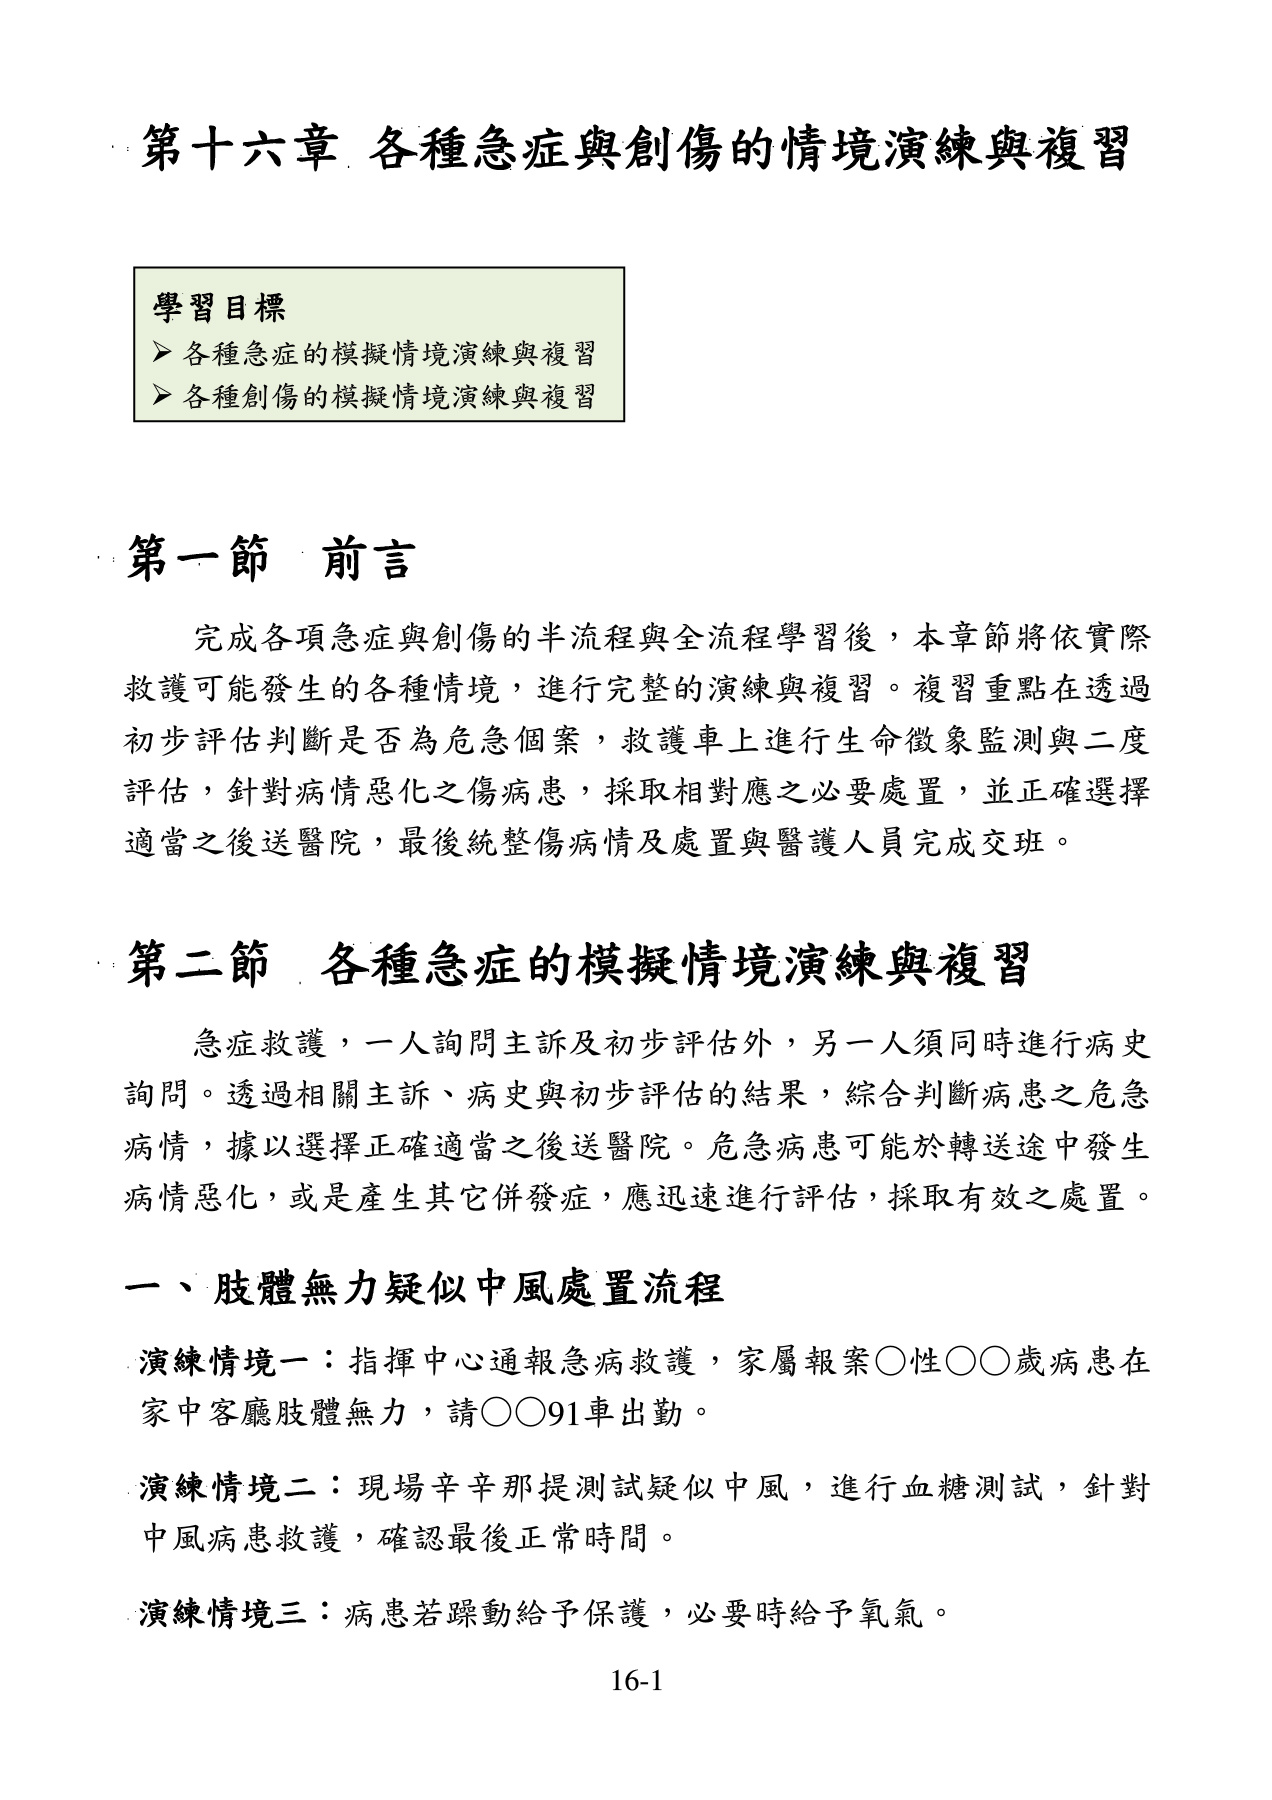 第十六章 各種急症與創傷的情境演練與複習
學習目標
➢ 各種急症的模擬情境演練與複習
➢ 各種創傷的模擬情境演練與複習
第一節　前言
完成各項急症與創傷的半流程與全流程學習後，本章節將依實際
救護可能發生的各種情境，進行完整的演練與複習。複習重點在透過
初步評估判斷是否為危急個案，救護車上進行生命徵象監測與二度
評估，針對病情惡化之傷病患，採取相對應之必要處置，並正確選擇
適當之後送醫院，最後統整傷病情及處置與醫護人員完成交班。
第二節　各種急症的模擬情境演練與複習
急症救護，一人詢問主訴及初步評估外，另一人須同時進行病史
詢問。透過相關主訴、病史與初步評估的結果，綜合判斷病患之危急
病情，據以選擇正確適當之後送醫院。危急病患可能於轉送途中發生
病情惡化，或是產生其它併發症，應迅速進行評估，採取有效之處置。
一、肢體無力疑似中風處置流程
演練情境一：指揮中心通報急病救護，家屬報案○性○○歲病患在
家中客廳肢體無力，請○○91車出勤。
演練情境二：現場辛辛那提測試疑似中風，進行血糖測試，針對
中風病患救護，確認最後正常時間。
演練情境三：病患若躁動給予保護，必要時給予氧氣。
16-1